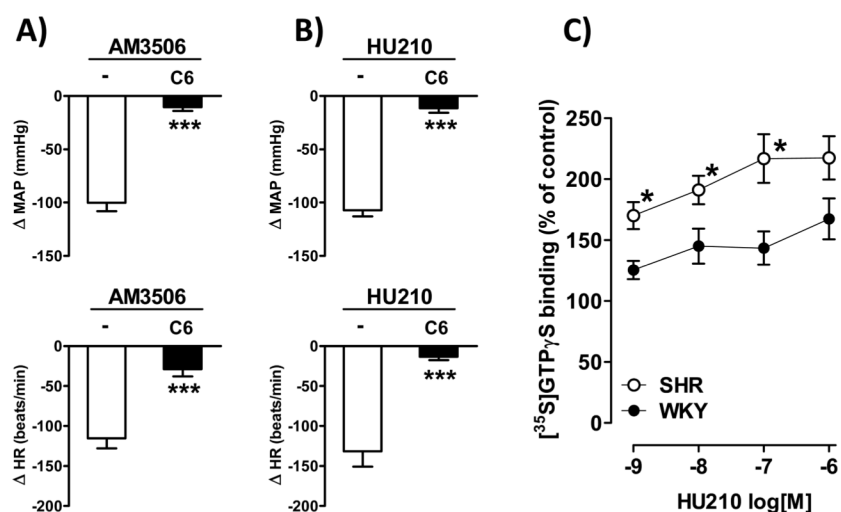 A)
AM3506
- C6
0
-50
-100
-150
Δ MAP (mmHg)
***
AM3506
- C6
0
-50
-100
-150
-200
Δ HR (beats/min)
***
B)
HU210
- C6
0
-50
-100
-150
Δ MAP (mmHg)
***
HU210
- C6
0
-50
-100
-150
-200
Δ HR (beats/min)
***
C)
250
200
150
100
50
0
[35S]GTPγS binding (% of control)
* * *
SHR
WKY
-9 -8 -7 -6
HU210 log[M]